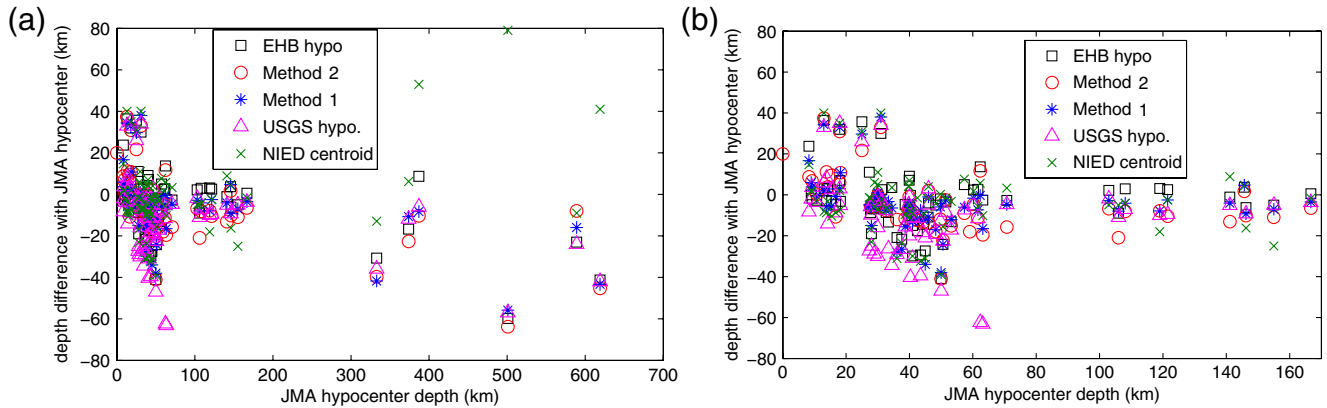 (a)
depth difference with JMA hypocenter (km)
80
60
40
20
0
−20
−40
−60
−80
0 100 200 300 400 500 600 700
JMA hypocenter depth (km)
EHB hypo
Method 2
Method 1
USGS hypo.
NIED centroid
(b)
depth difference with JMA hypocenter (km)
80
60
40
20
0
−20
−40
−60
−80
0 20 40 60 80 100 120 140 160
JMA hypocenter depth (km)
EHB hypo
Method 2
Method 1
USGS hypo.
NIED centroid